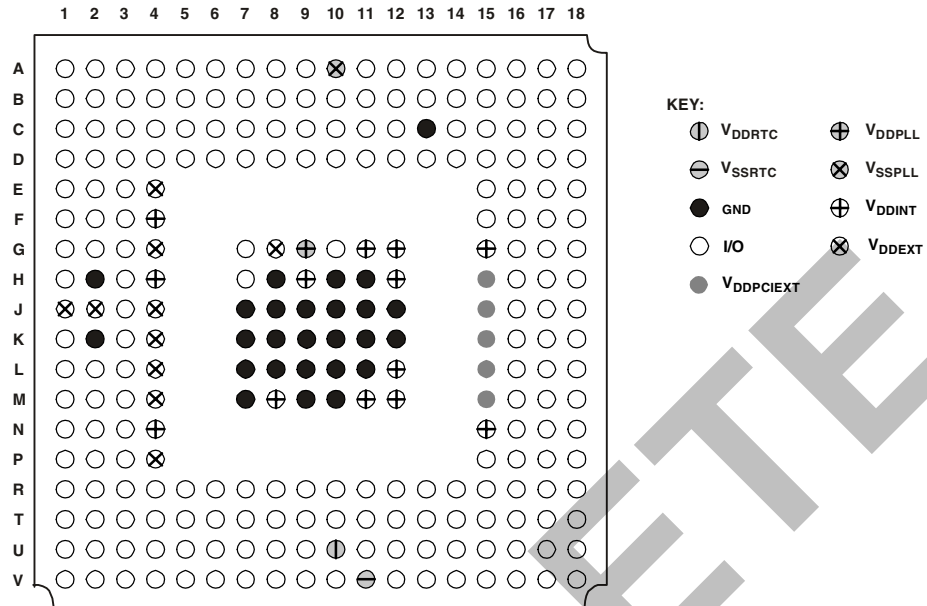 1 2 3 4 5 6 7 8 9 10 11 12 13 14 15 16 17 18
A
B
C
D
E
F
G
H
J
K
L
M
N
P
R
T
U
V
KEY:
VDDRTC VDDPLL
VSSRTC VSSPLL
GND VDDINT
I/O VDDEXT
VDDPCIEXT
ETE